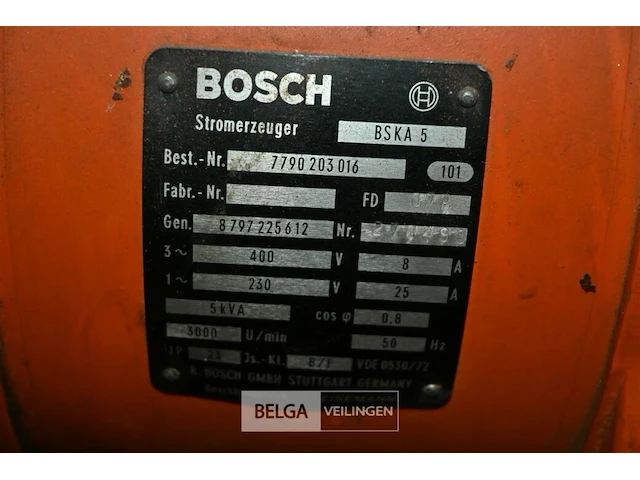 BOSCH
Stromerzeuger BSKA 5
Best.-Nr. 7790 203 016 101
Fabr.-Nr. FD
Gen. 8 797 225 612 Nr.
3~ 400 V 8 A
1~ 230 V 25 A
5 kVA cos φ 0,8
3000 U/min 50 Hz
IP 23 Js.-Kl. B/F VDE 0530/72
R. BOSCH GMBH STUTTGART GERMANY
BELGA VEILINGEN